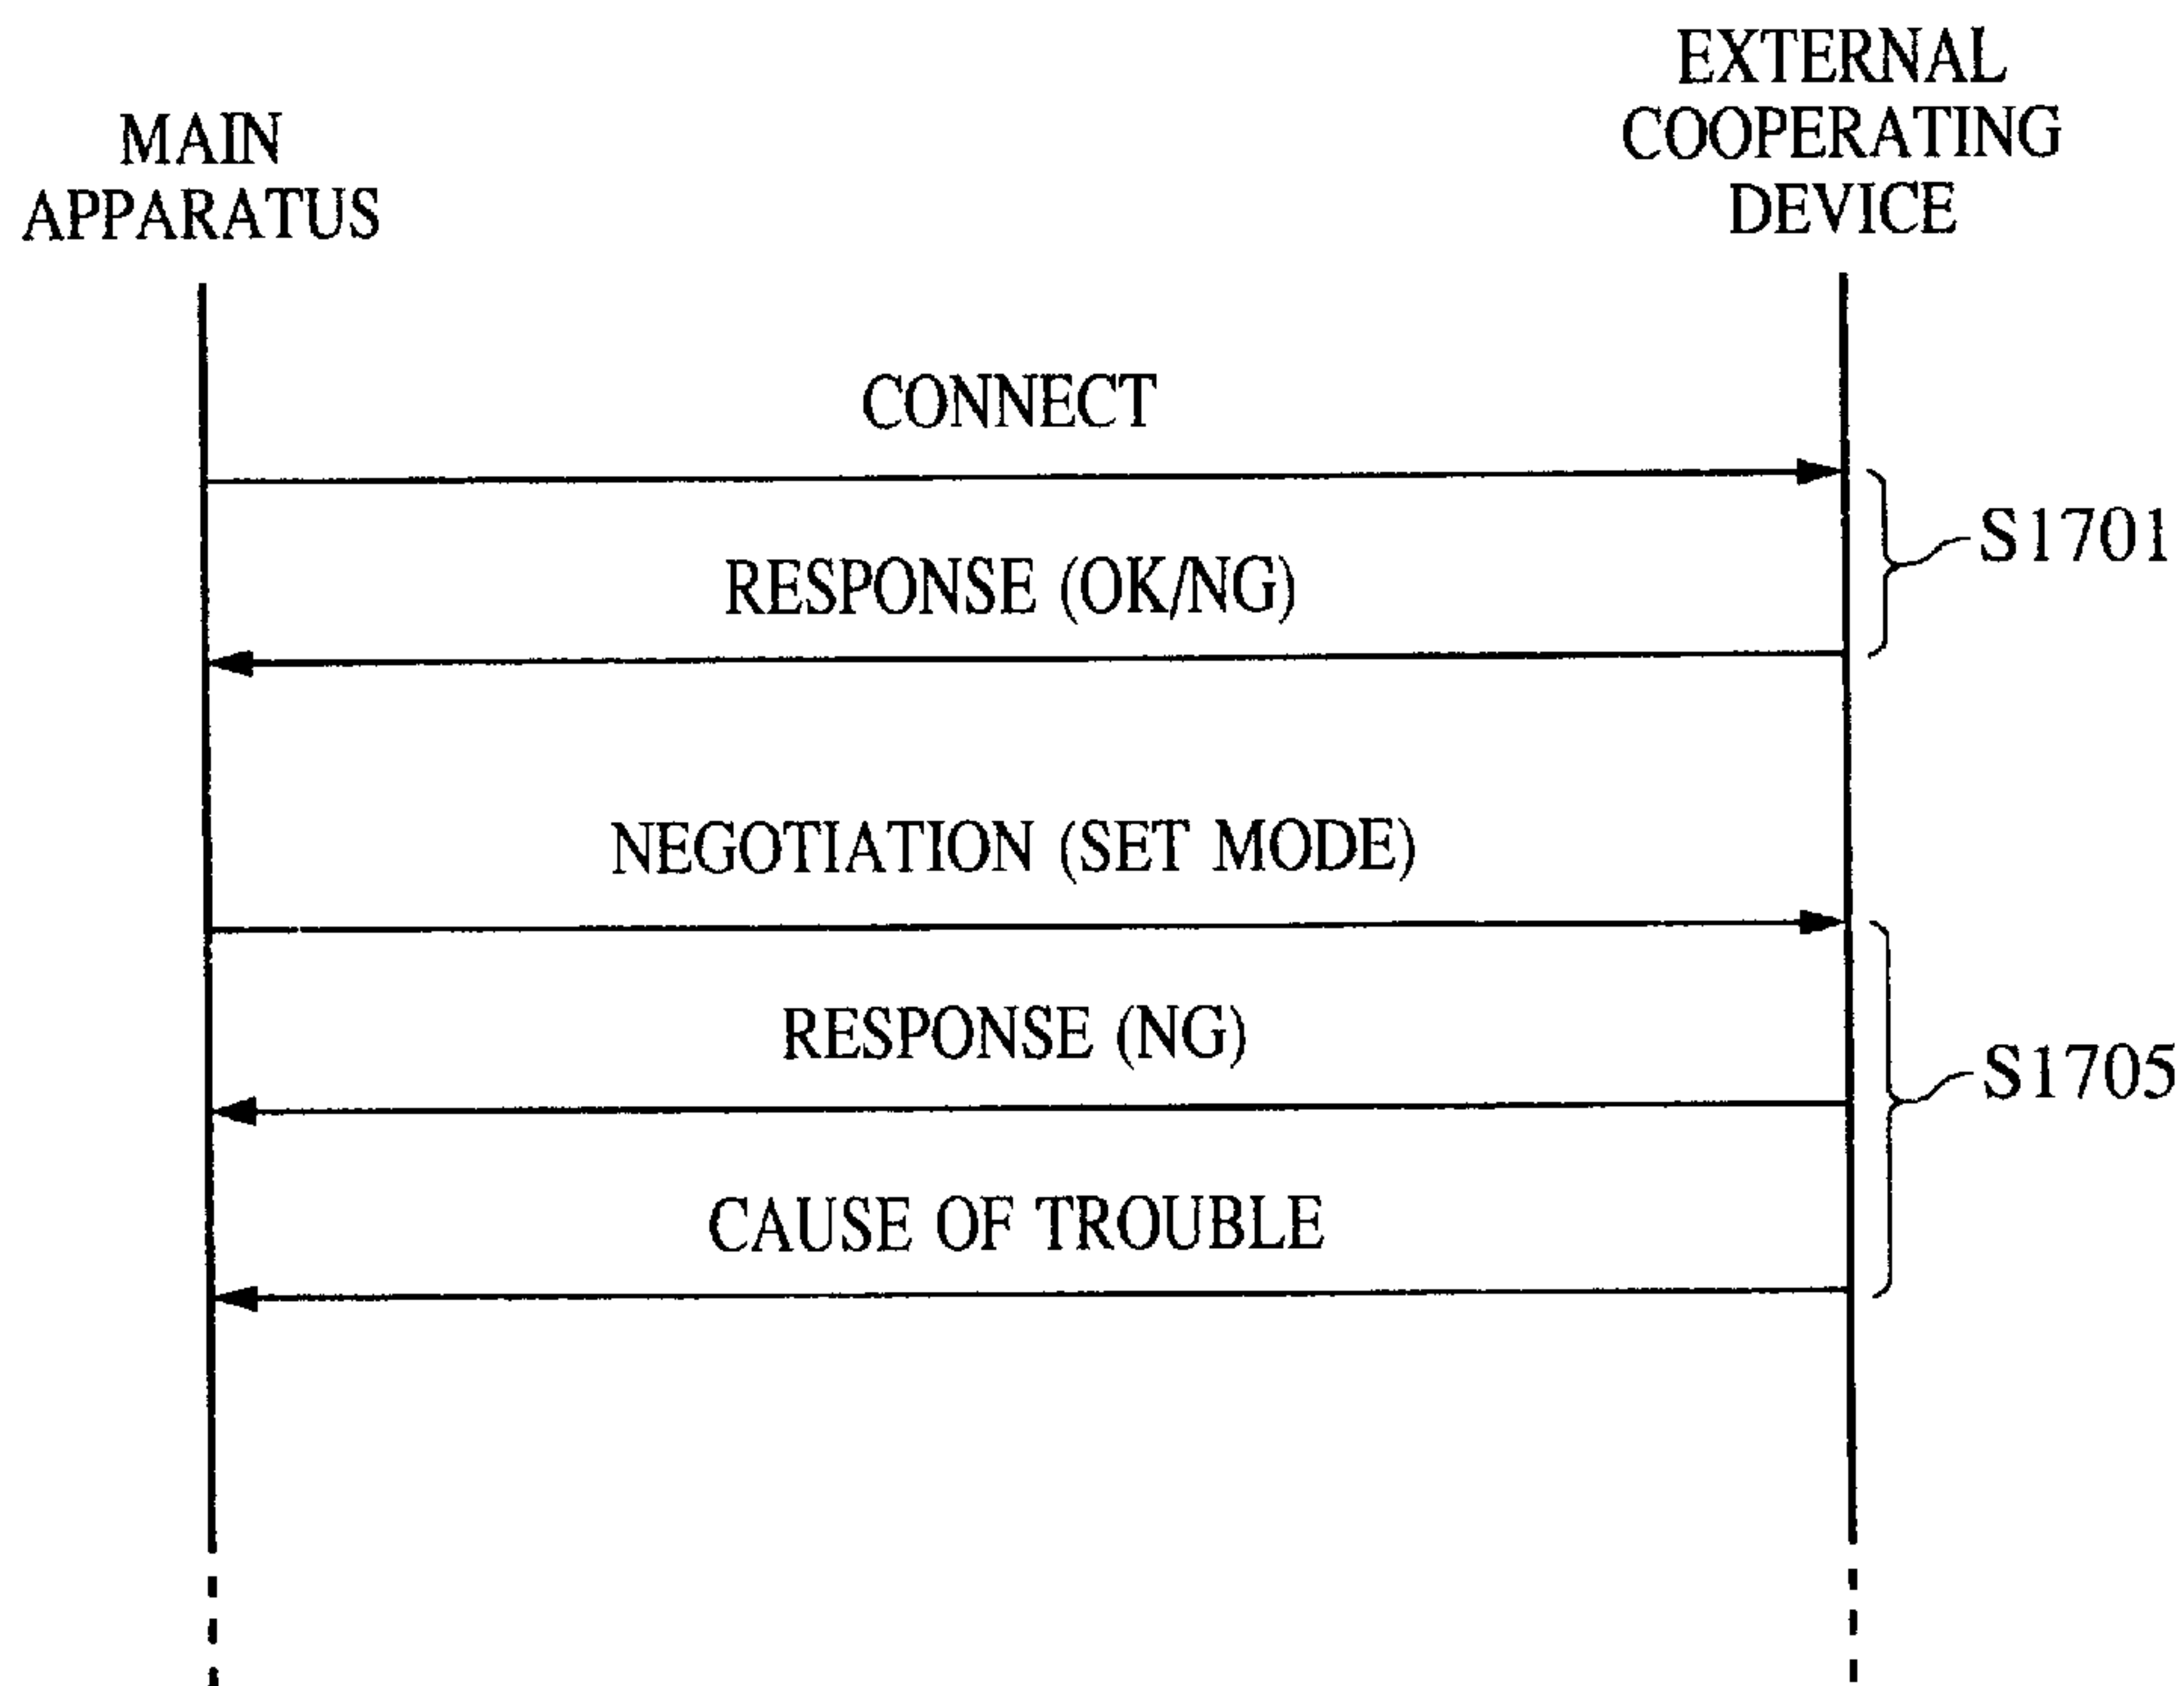 MAIN
APPARATUS
EXTERNAL
COOPERATING
DEVICE
CONNECT
S1701
RESPONSE (OK/NG)
NEGOTIATION (SET MODE)
RESPONSE (NG)
S1705
CAUSE OF TROUBLE